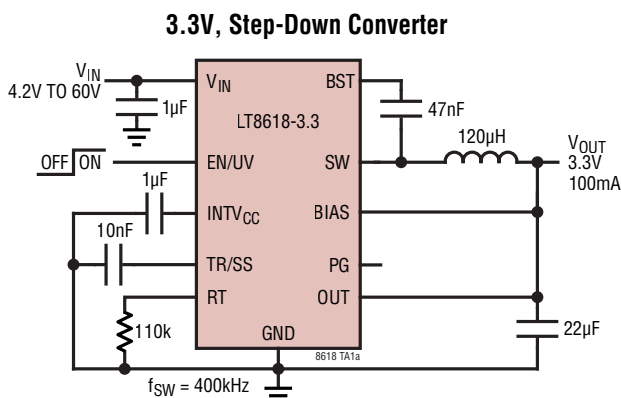 3.3V, Step-Down Converter
VIN
4.2V TO 60V
1µF
VIN
BST
LT8618-3.3
47nF
120µH
VOUT
3.3V
100mA
OFF ON
EN/UV
SW
1µF
INTVCC
BIAS
10nF
TR/SS
PG
RT
OUT
110k
GND
22µF
8618 TA1a
fSW = 400kHz